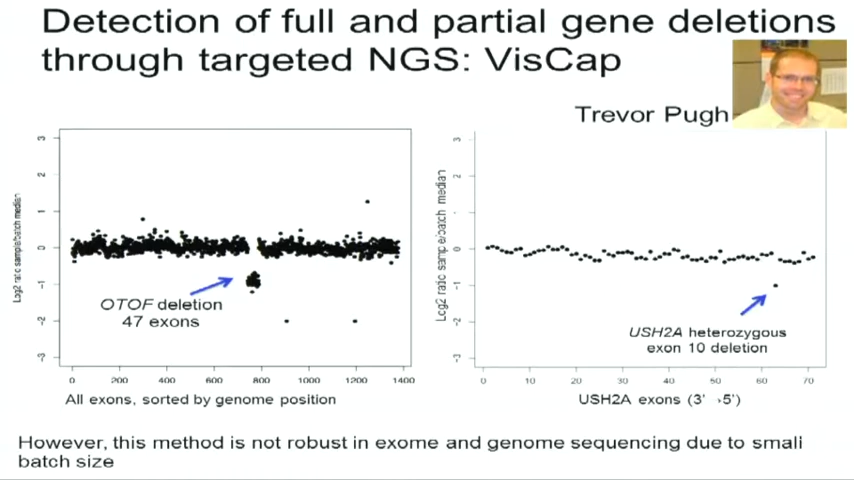 Detection of full and partial gene deletions
through targeted NGS: VisCap
Trevor Pugh
Log2 ratio sample/batch median
3
2
1
0
-1
-2
-3
OTOF deletion
47 exons
0 200 400 600 800 1000 1200 1400
All exons, sorted by genome position
Log2 ratio sample/batch median
3
2
1
0
-1
-2
-3
USH2A heterozygous
exon 10 deletion
0 10 20 30 40 50 60 70
USH2A exons (3' →5')
However, this method is not robust in exome and genome sequencing due to small
batch size